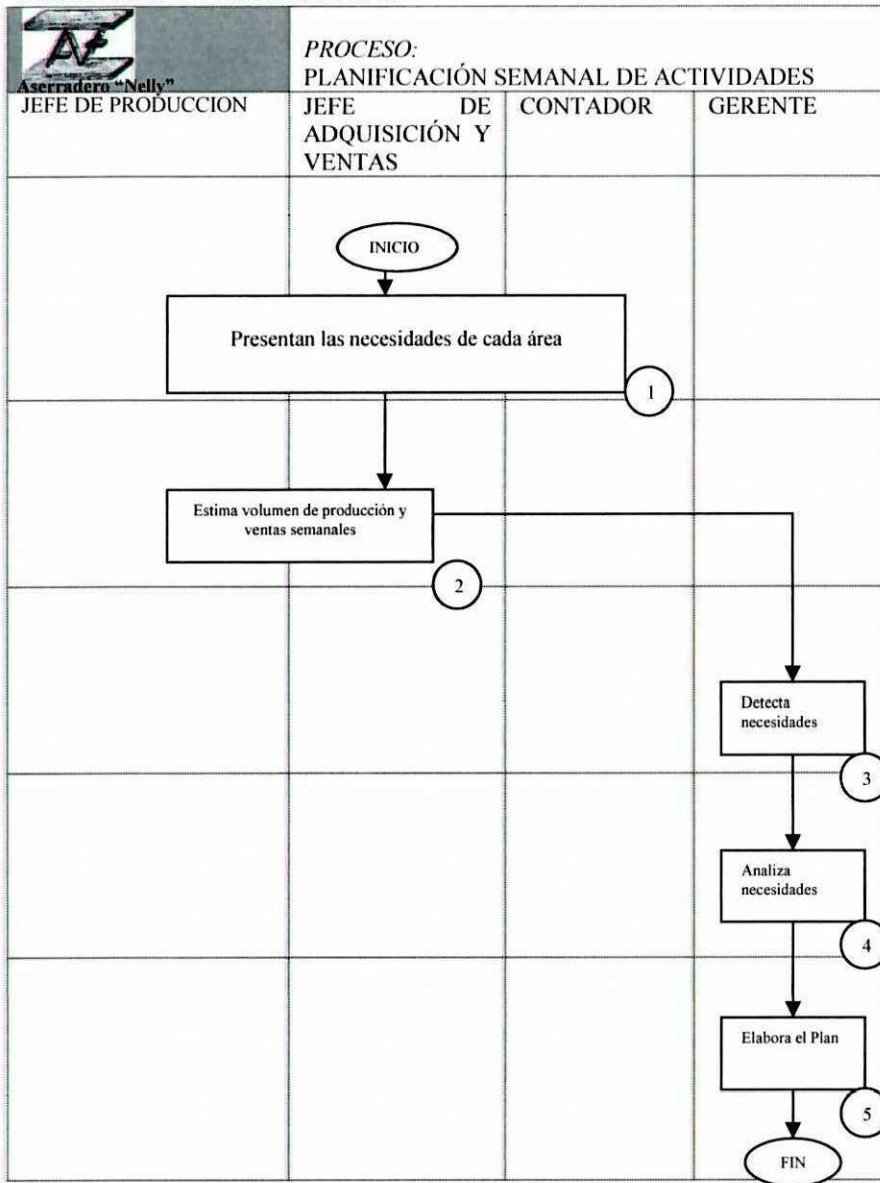 Aserradero "Nelly"
PROCESO:
PLANIFICACIÓN SEMANAL DE ACTIVIDADES
JEFE DE PRODUCCION
JEFE DE
ADQUISICIÓN Y
VENTAS
CONTADOR
GERENTE
INICIO
Presentan las necesidades de cada área
1
Estima volumen de producción y
ventas semanales
2
Detecta
necesidades
3
Analiza
necesidades
4
Elabora el Plan
5
FIN